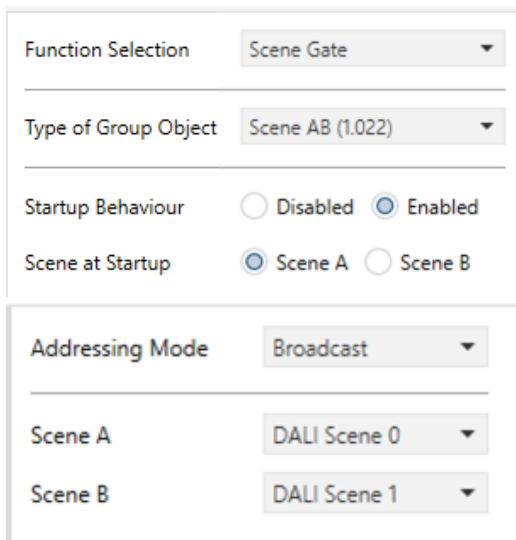 Function Selection Scene Gate
Type of Group Object Scene AB (1.022)
Startup Behaviour Disabled Enabled
Scene at Startup Scene A Scene B
Addressing Mode Broadcast
Scene A DALI Scene 0
Scene B DALI Scene 1